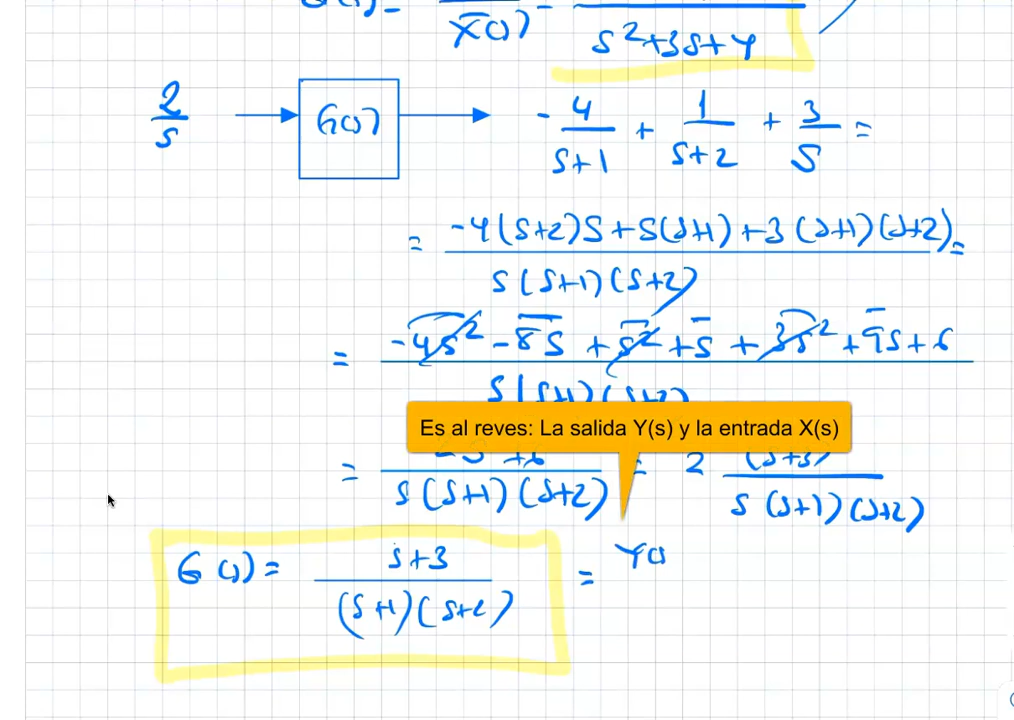 X(s)
s²+3s+4
2/s → G(s) → - 4/(s+1) + 1/(s+2) + 3/s =
= (-4(s+2)s+s(s+1)+3(s+1)(s+2))/(s(s+1)(s+2)) =
= (-4s²-8s+s²+s+3s²+9s+6)/(s(s+1)(s+2))
Es al reves: La salida Y(s) y la entrada X(s)
= (2s+6)/(s(s+1)(s+2)) = 2 (s+3)/(s(s+1)(s+2))
G(s) = (s+3)/((s+1)(s+2)) = Y(s